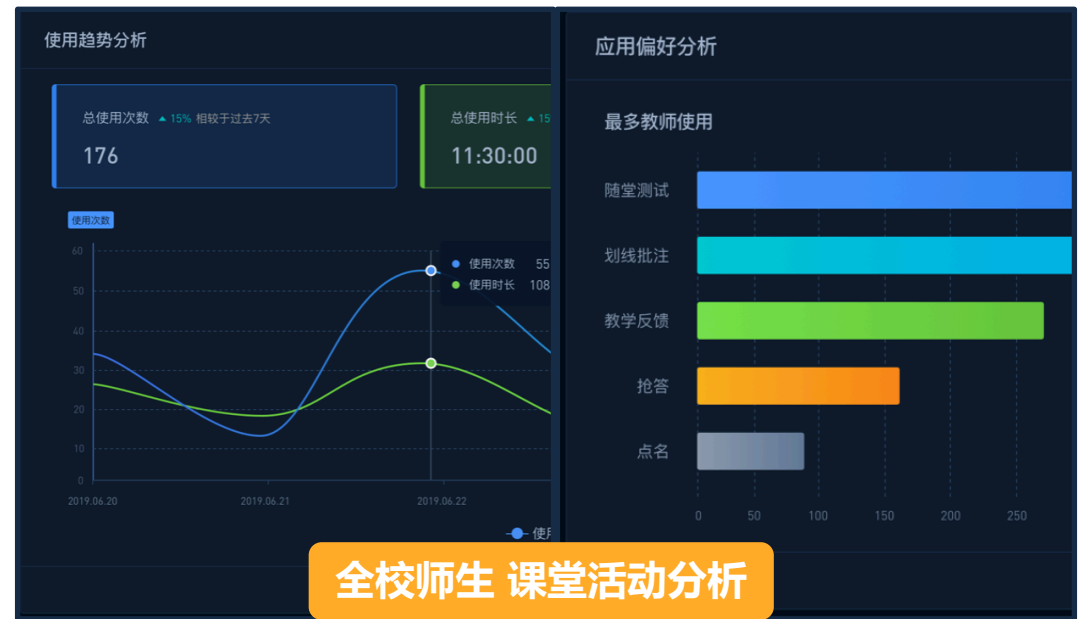 使用趋势分析
总使用次数 15% 相较于过去7天
176
总使用时长 15
11:30:00
使用次数
60
50
40
30
20
10
0
使用次数 55
使用时长 108
2019.06.20 2019.06.21 2019.06.22
使用
应用偏好分析
最多教师使用
随堂测试
划线批注
教学反馈
抢答
点名
0 50 100 150 200 250
全校师生 课堂活动分析